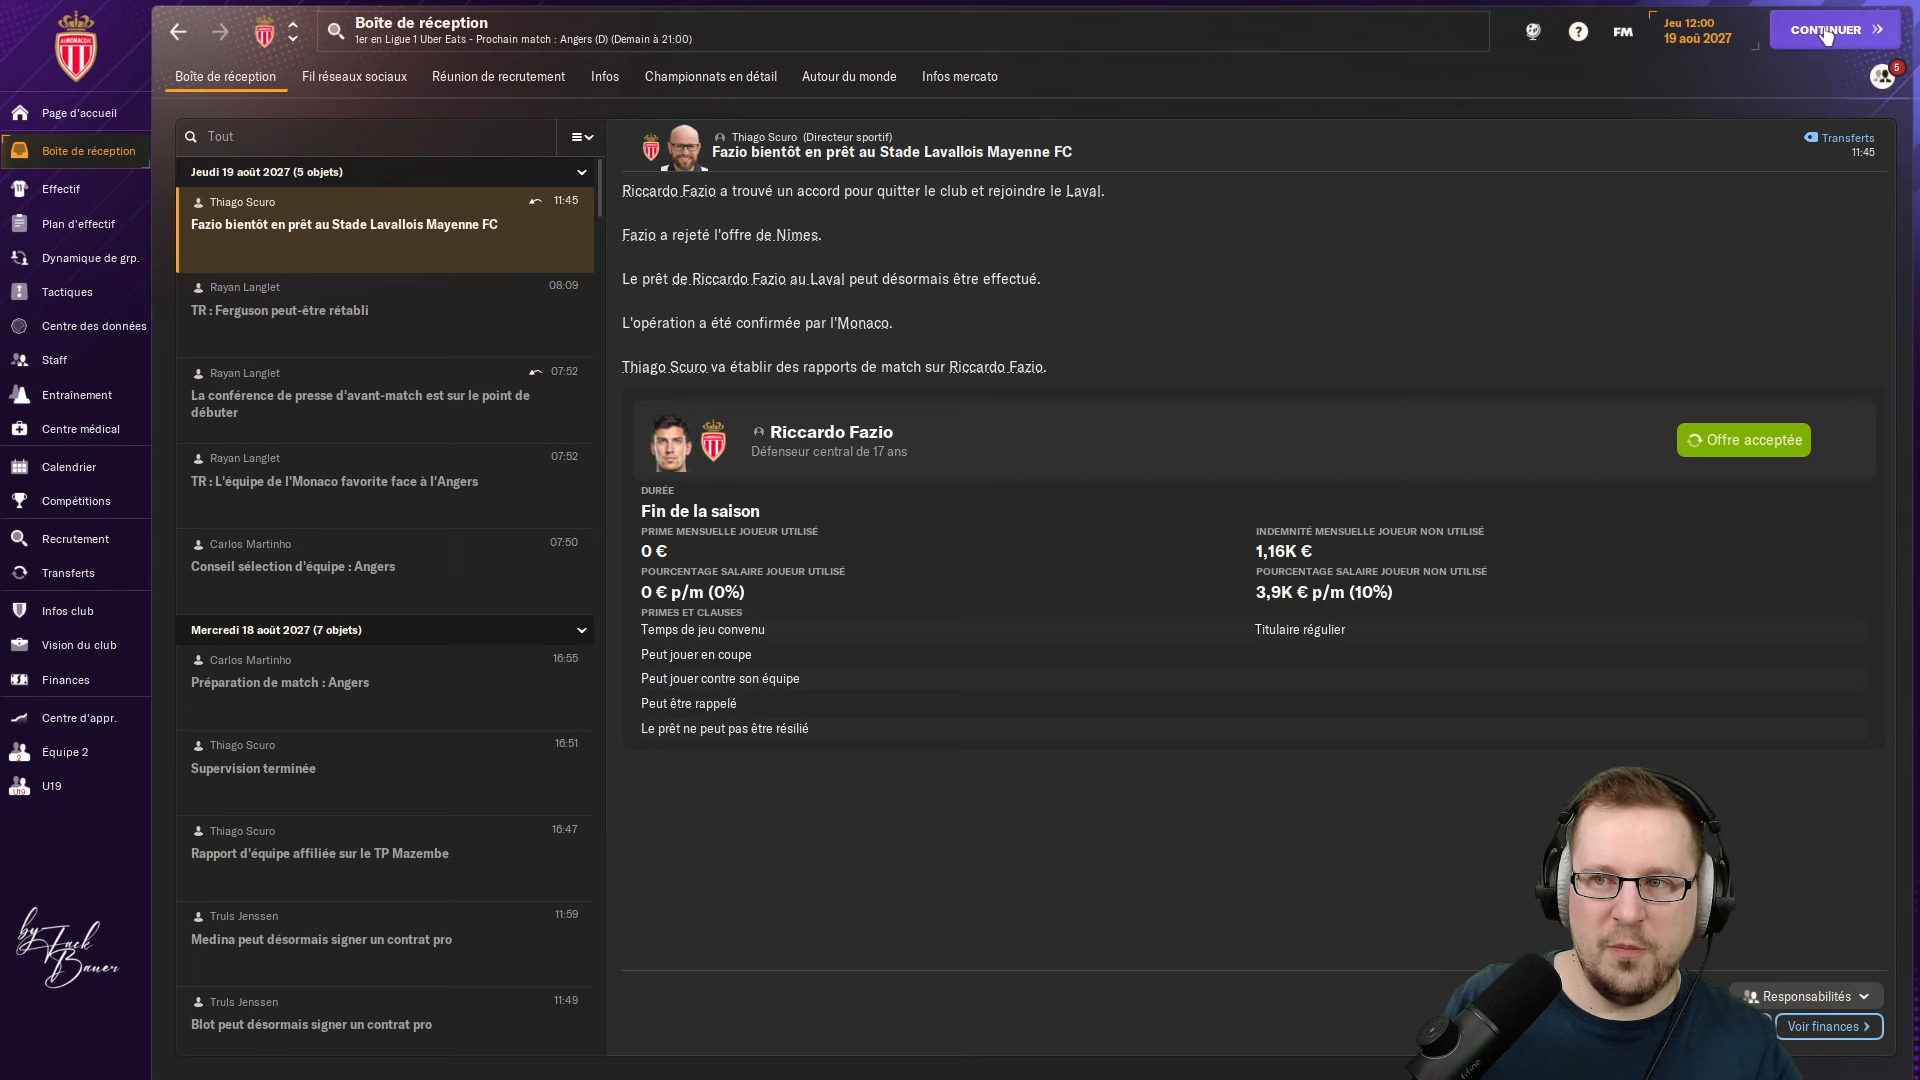 Boîte de réception
1er en Ligue 1 Uber Eats - Prochain match : Angers (D) (Demain à 21:00)
FM
Jeu 12:00
19 aoû 2027
CONTINUER
Boîte de réception
Fil réseaux sociaux
Réunion de recrutement
Infos
Championnats en détail
Autour du monde
Infos mercato
5
Page d'accueil
Boîte de réception
Effectif
Plan d'effectif
Dynamique de grp.
Tactiques
Centre des données
Staff
Entraînement
Centre médical
Calendrier
Compétitions
Recrutement
Transferts
Infos club
Vision du club
Finances
Centre d'appr.
Équipe 2
U19
by Jack
Bauer
Tout
Jeudi 19 août 2027 (5 objets)
Thiago Scuro
11:45
Fazio bientôt en prêt au Stade Lavallois Mayenne FC
Rayan Langlet
08:09
TR : Ferguson peut-être rétabli
Rayan Langlet
07:52
La conférence de presse d'avant-match est sur le point de
débuter
Rayan Langlet
07:52
TR : L'équipe de l'Monaco favorite face à l'Angers
Carlos Martinho
07:50
Conseil sélection d'équipe : Angers
Mercredi 18 août 2027 (7 objets)
Carlos Martinho
16:55
Préparation de match : Angers
Thiago Scuro
16:51
Supervision terminée
Thiago Scuro
16:47
Rapport d'équipe affiliée sur le TP Mazembe
Truls Jenssen
11:59
Medina peut désormais signer un contrat pro
Truls Jenssen
11:49
Blot peut désormais signer un contrat pro
Thiago Scuro (Directeur sportif)
Fazio bientôt en prêt au Stade Lavallois Mayenne FC
Transferts
11:45
Riccardo Fazio a trouvé un accord pour quitter le club et rejoindre le Laval.
Fazio a rejeté l'offre de Nîmes.
Le prêt de Riccardo Fazio au Laval peut désormais être effectué.
L'opération a été confirmée par l'Monaco.
Thiago Scuro va établir des rapports de match sur Riccardo Fazio.
Riccardo Fazio
Défenseur central de 17 ans
Offre acceptée
DURÉE
Fin de la saison
PRIME MENSUELLE JOUEUR UTILISÉ
INDEMNITÉ MENSUELLE JOUEUR NON UTILISÉ
0 €
1,16K €
POURCENTAGE SALAIRE JOUEUR UTILISÉ
POURCENTAGE SALAIRE JOUEUR NON UTILISÉ
0 € p/m (0%)
3,9K € p/m (10%)
PRIMES ET CLAUSES
Temps de jeu convenu
Titulaire régulier
Peut jouer en coupe
Peut jouer contre son équipe
Peut être rappelé
Le prêt ne peut pas être résilié
Responsabilités
Voir finances
fifine